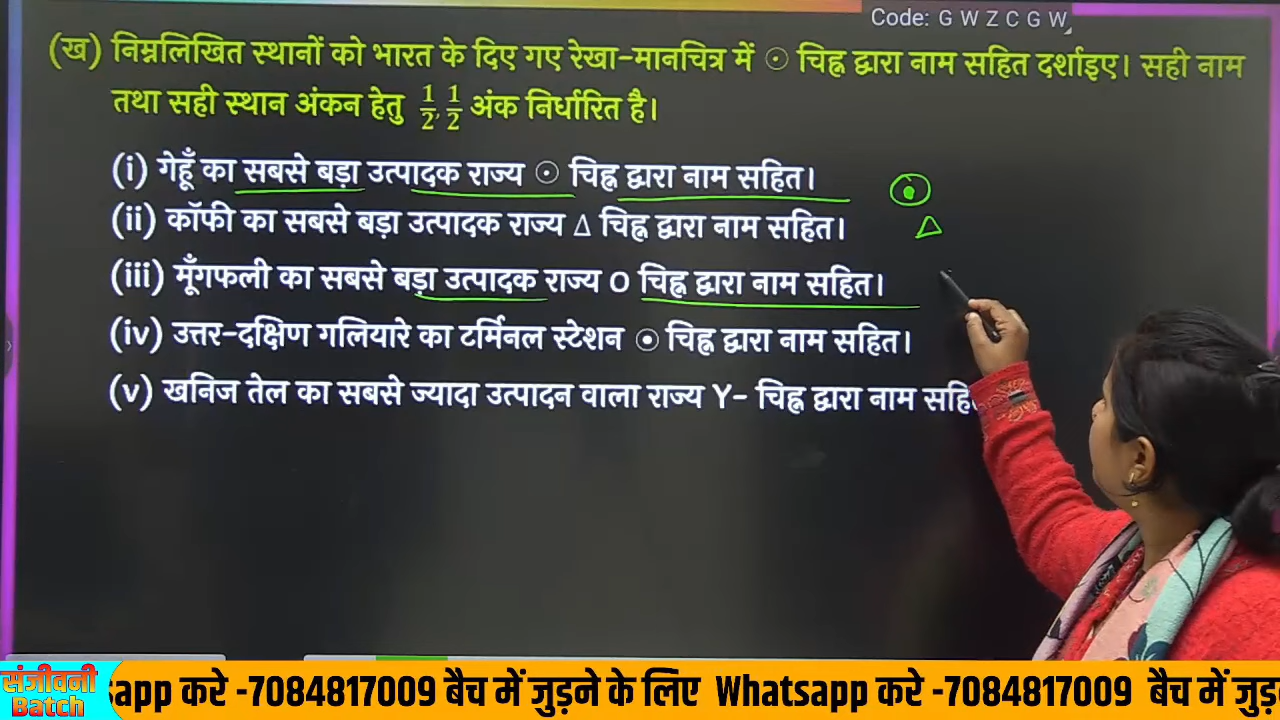 Code: G W Z C G W
(ख) निम्नलिखित स्थानों को भारत के दिए गए रेखा-मानचित्र में ⊙ चिह्न द्वारा नाम सहित दर्शाइए। सही नाम
तथा सही स्थान अंकन हेतु 1/2, 1/2 अंक निर्धारित है।
(i) गेहूँ का सबसे बड़ा उत्पादक राज्य ⊙ चिह्न द्वारा नाम सहित।
(ii) कॉफी का सबसे बड़ा उत्पादक राज्य Δ चिह्न द्वारा नाम सहित।
(iii) मूँगफली का सबसे बड़ा उत्पादक राज्य O चिह्न द्वारा नाम सहित।
(iv) उत्तर-दक्षिण गलियारे का टर्मिनल स्टेशन ⊙ चिह्न द्वारा नाम सहित।
(v) खनिज तेल का सबसे ज्यादा उत्पादन वाला राज्य Y- चिह्न द्वारा नाम
संजीवनी
Batch
sapp करे -7084817009 बैच में जुड़ने के लिए Whatsapp करे -7084817009 बैच में